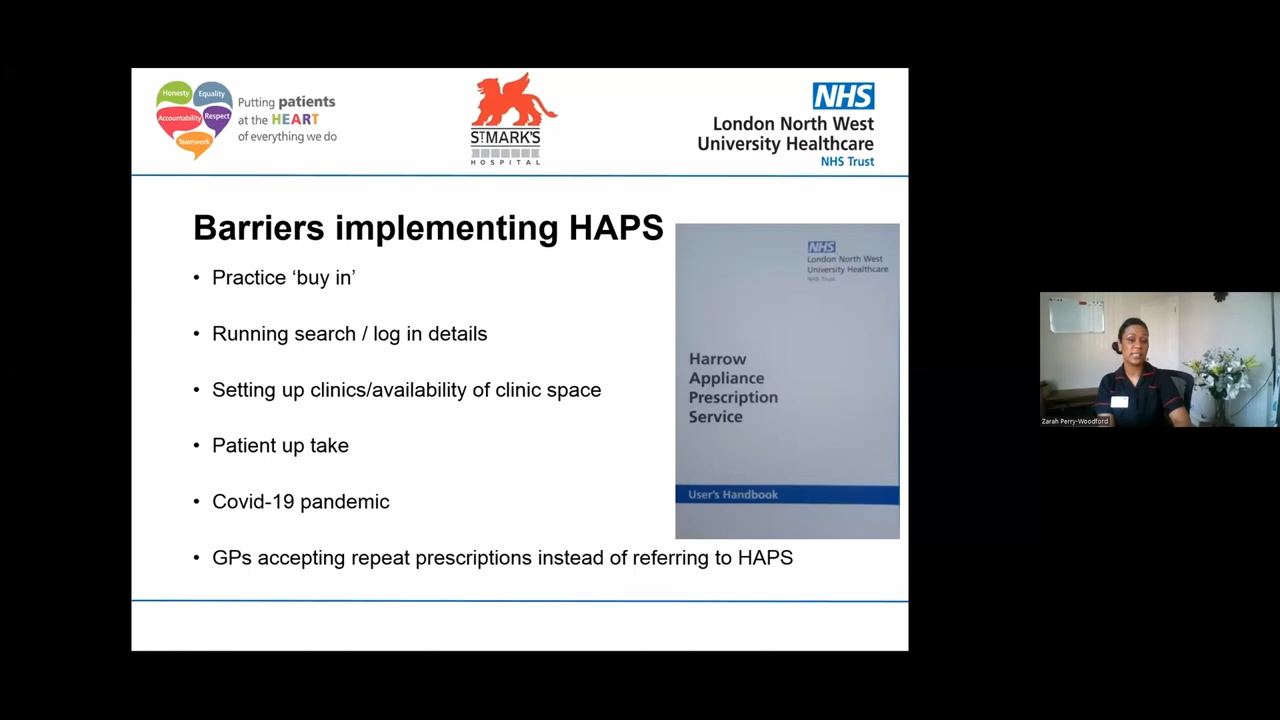 Honesty
Equality
Accountability
Respect
Teamwork
Putting patients
at the HEART
of everything we do
ST MARK'S
HOSPITAL
NHS
London North West
University Healthcare
NHS Trust
Barriers implementing HAPS
• Practice ‘buy in’
• Running search / log in details
• Setting up clinics/availability of clinic space
• Patient up take
• Covid-19 pandemic
• GPs accepting repeat prescriptions instead of referring to HAPS
NHS
London North West
University Healthcare
NHS Trust
Harrow
Appliance
Prescription
Service
User's Handbook
Zarah Perry-Woodford